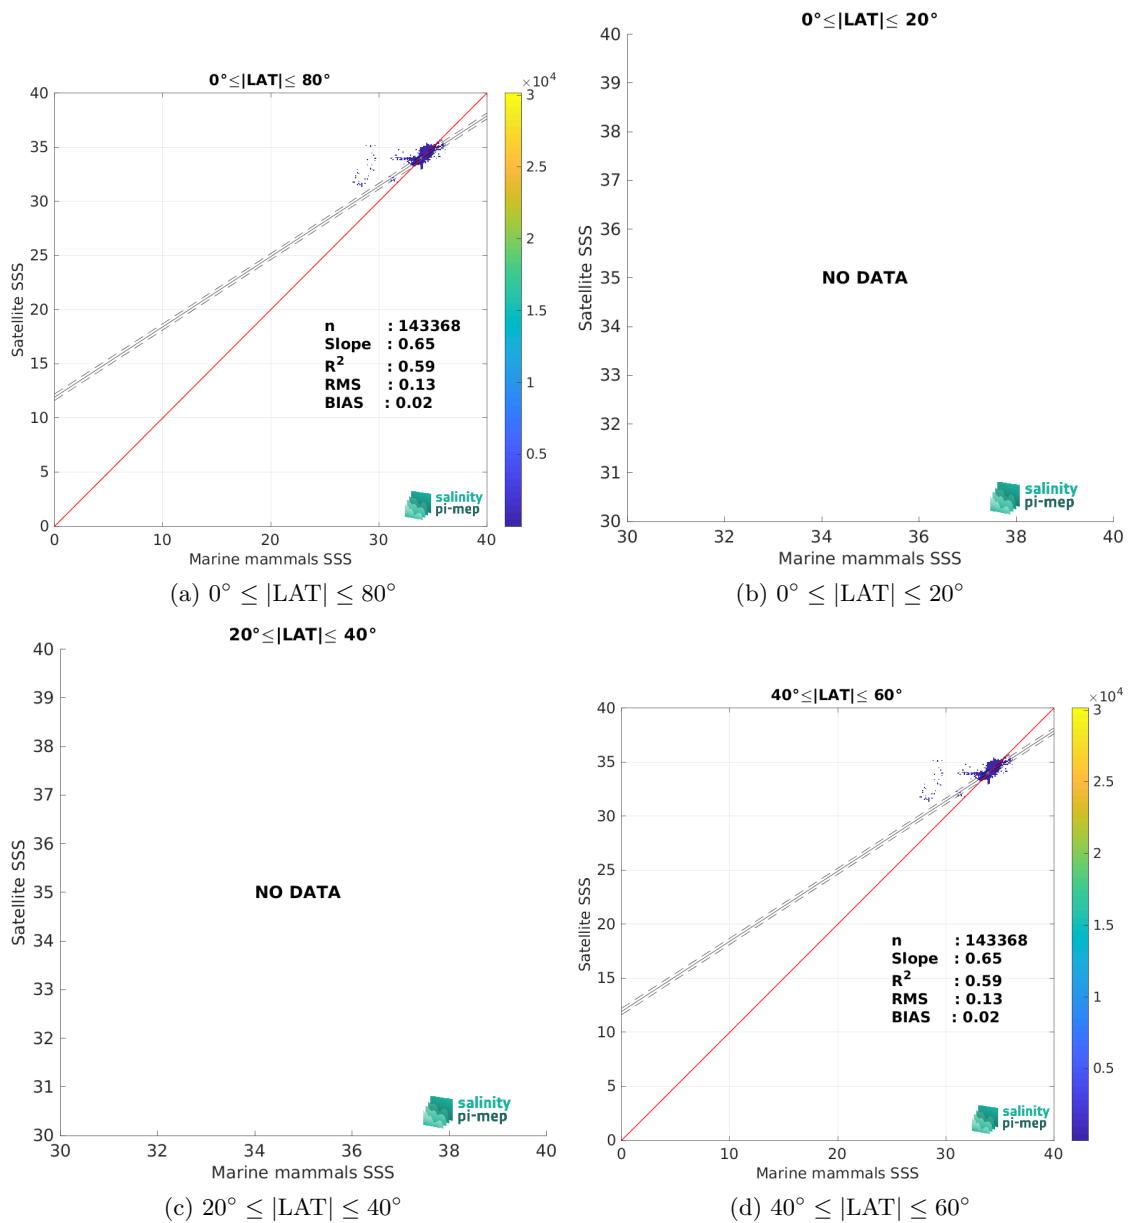 0°≤|LAT|≤ 80°
×10⁴
40
35
30
25
20
15
10
5
0
0
10
20
30
40
3
2.5
2
1.5
1
0.5
Satellite SSS
Marine mammals SSS
n : 143368
Slope : 0.65
R² : 0.59
RMS : 0.13
BIAS : 0.02
salinity
pi-mep
(a) 0° ≤ |LAT| ≤ 80°
0°≤|LAT|≤ 20°
40
39
38
37
36
35
34
33
32
31
30
30
32
34
36
38
40
Satellite SSS
Marine mammals SSS
NO DATA
salinity
pi-mep
(b) 0° ≤ |LAT| ≤ 20°
20°≤|LAT|≤ 40°
40
39
38
37
36
35
34
33
32
31
30
30
32
34
36
38
40
Satellite SSS
Marine mammals SSS
NO DATA
salinity
pi-mep
(c) 20° ≤ |LAT| ≤ 40°
40°≤|LAT|≤ 60°
×10⁴
40
35
30
25
20
15
10
5
0
0
10
20
30
40
3
2.5
2
1.5
1
0.5
Satellite SSS
Marine mammals SSS
n : 143368
Slope : 0.65
R² : 0.59
RMS : 0.13
BIAS : 0.02
salinity
pi-mep
(d) 40° ≤ |LAT| ≤ 60°